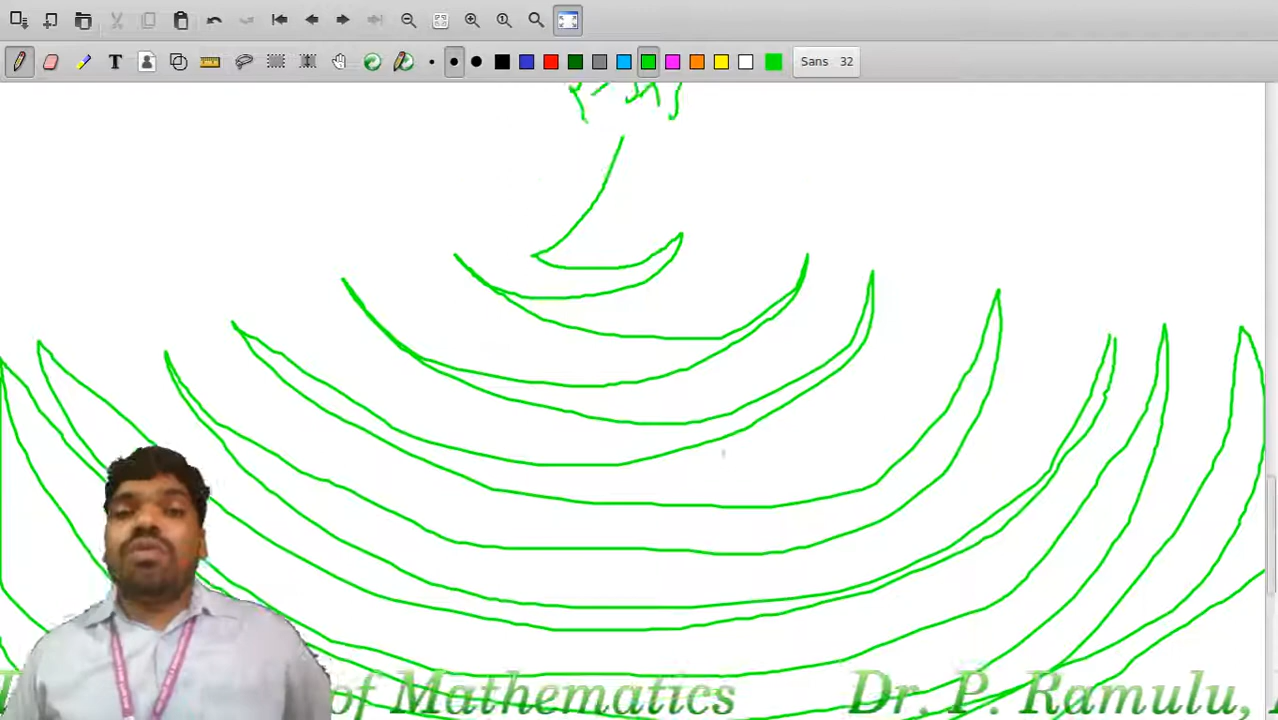 Sans 32
of Mathematics Dr. P. Ramulu,